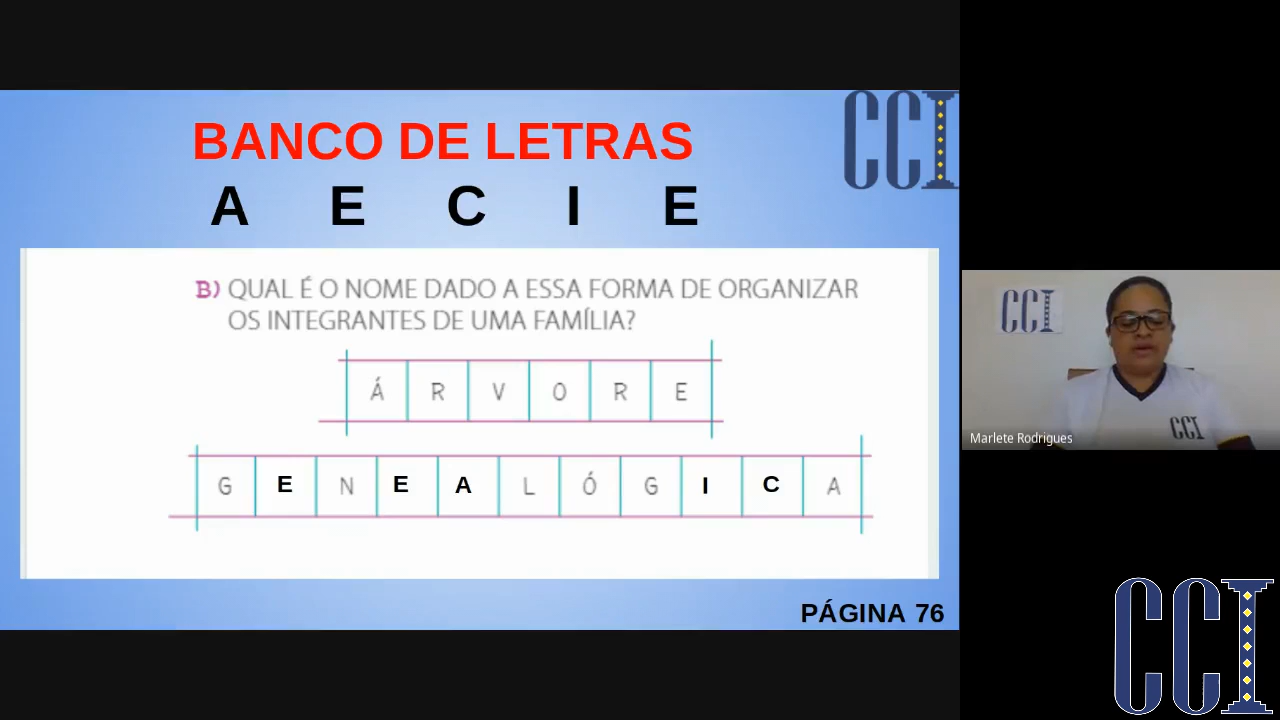 CCI
BANCO DE LETRAS
A E C I E
B) QUAL É O NOME DADO A ESSA FORMA DE ORGANIZAR
OS INTEGRANTES DE UMA FAMÍLIA?
Á R V O R E
G E N E A L Ó G I C A
PÁGINA 76
CCI
CCI
Marlete Rodrigues
CCI